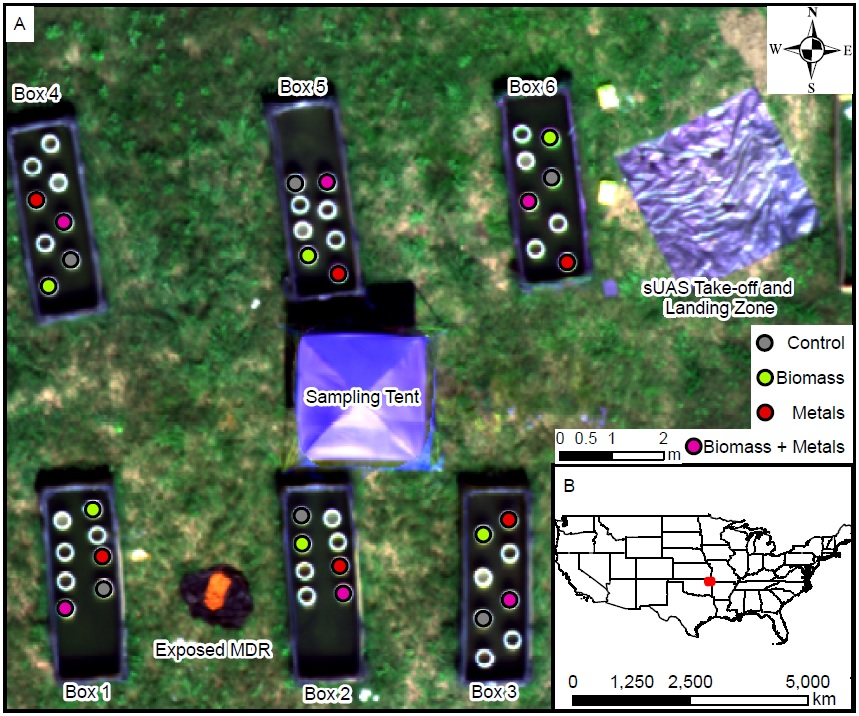 A
N
W E
S
Box 4
Box 5
Box 6
sUAS Take-off and
Landing Zone
Control
Biomass
Metals
Biomass + Metals
0 0.5 1 2
m
Sampling Tent
Exposed MDR
Box 1
Box 2
Box 3
B
0 1,250 2,500 5,000
km